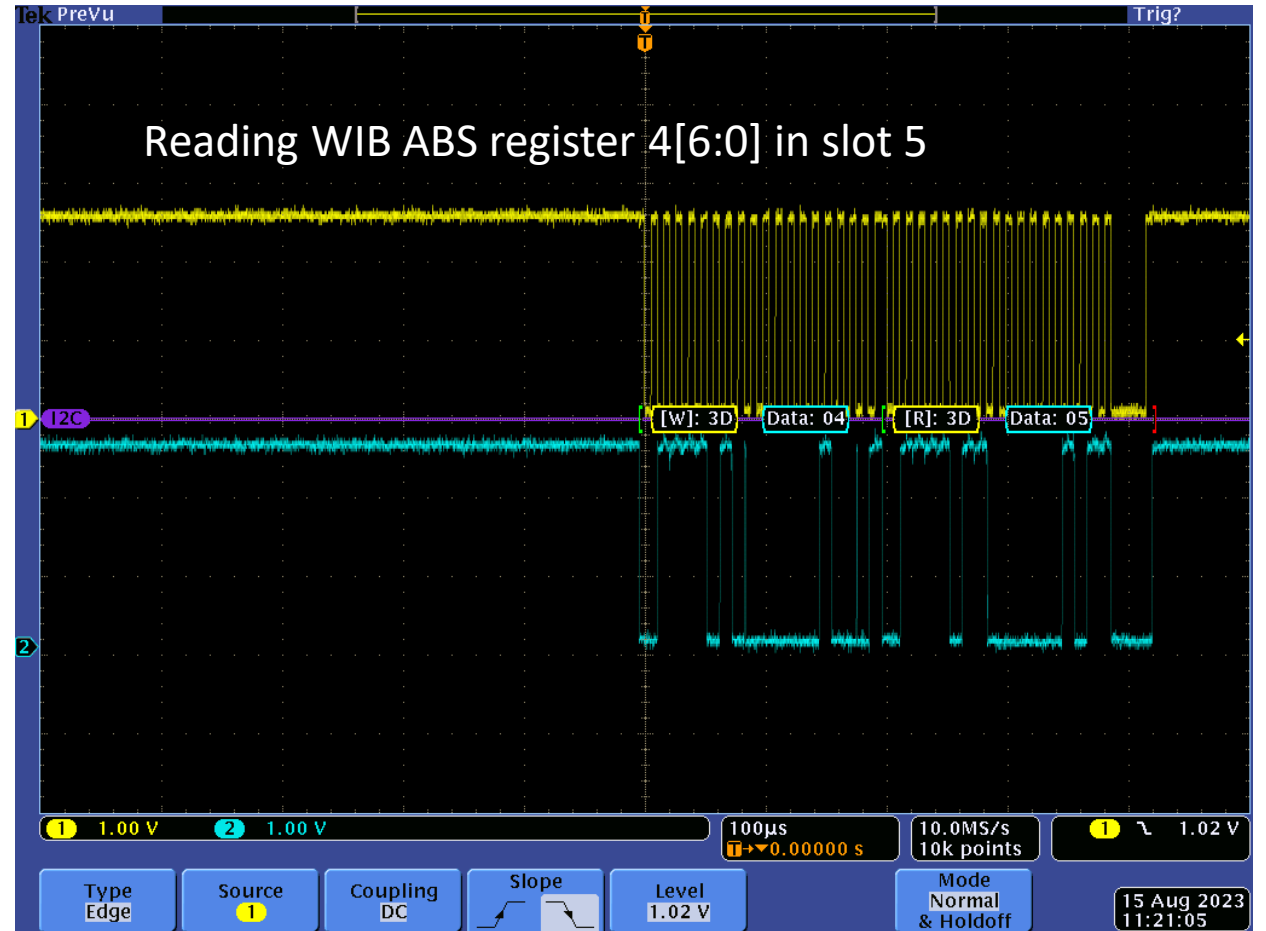 Tek PreVu
Trig?
T
T
Reading WIB ABS register 4[6:0] in slot 5
1 I2C
[W]: 3D Data: 04 [R]: 3D Data: 05
2
1 1.00 V 2 1.00 V
100µs 10.0MS/s 1 1.02 V
T→▼0.00000 s 10k points
Type Source Coupling Slope Level Mode
Edge 1 DC 1.02 V Normal
& Holdoff
15 Aug 2023
11:21:05